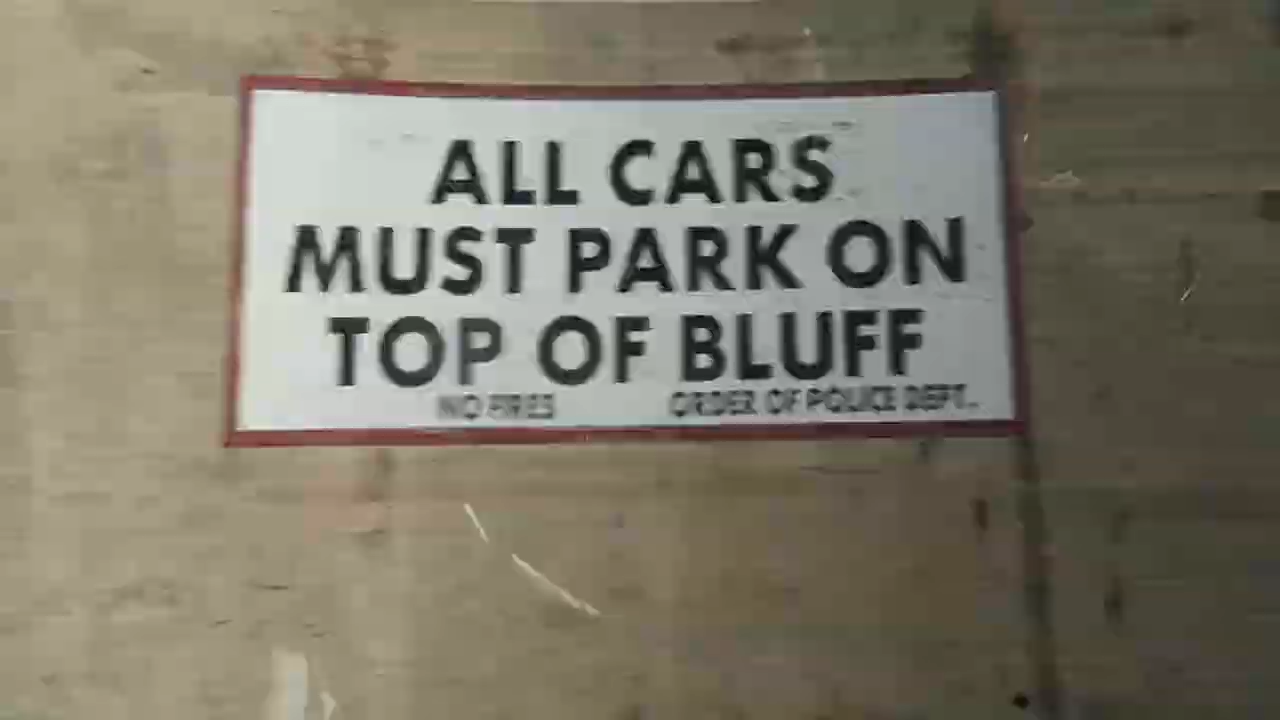 ALL CARS
MUST PARK ON
TOP OF BLUFF
NO FIRES ORDER OF POLICE DEPT.